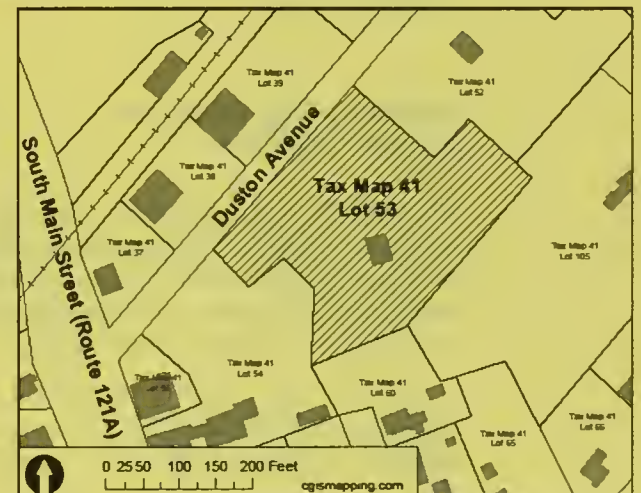 Tax Map 41
Lot 39
Tax Map 41
Lot 52
Duston Avenue
Tax Map 41
Lot 38
Tax Map 41
Lot 53
South Main Street (Route 121A)
Tax Map 41
Lot 37
Tax Map 41
Lot 105
Tax Map 41
Lot 54
Tax Map 41
Tax Map 41
Lot 60
Tax Map 41
Lot 65
Tax Map 41
Lot 66
0 25 50 100 150 200 Feet
cgismapping.com